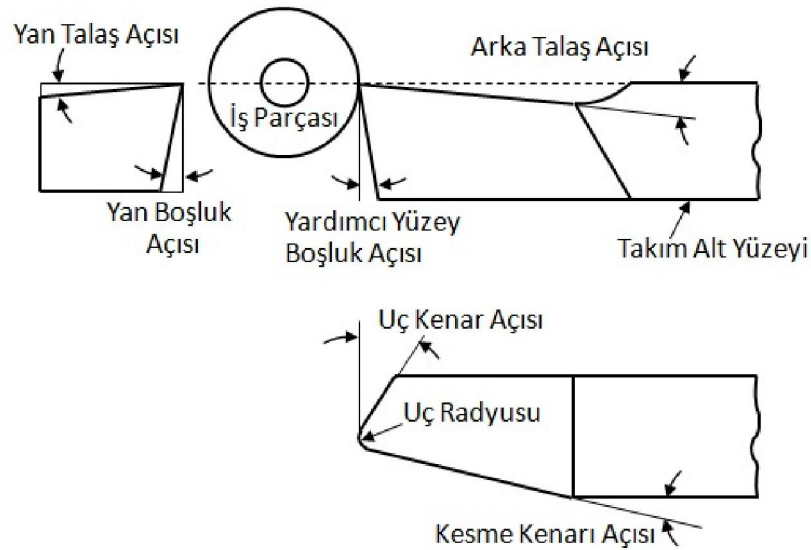 Yan Talaş Açısı
Arka Talaş Açısı
İş Parçası
Yan Boşluk
Açısı
Yardımcı Yüzey
Boşluk Açısı
Takım Alt Yüzeyi
Uç Kenar Açısı
Uç Radyusu
Kesme Kenarı Açısı